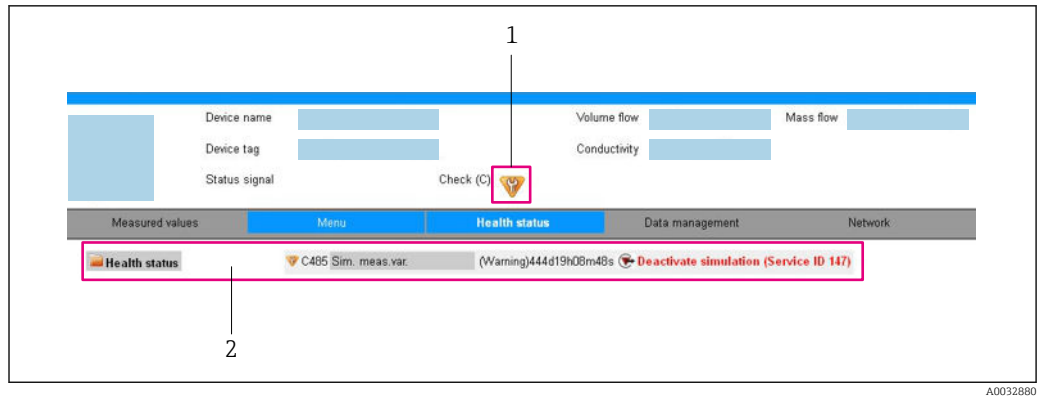 1
Device name Volume flow Mass flow
Device tag Conductivity
Status signal Check (C)
Measured values Menu Health status Data management Network
Health status C485 Sim. meas.var. (Warning)444d19h08m48s Deactivate simulation (Service ID 147)
2
A0032880